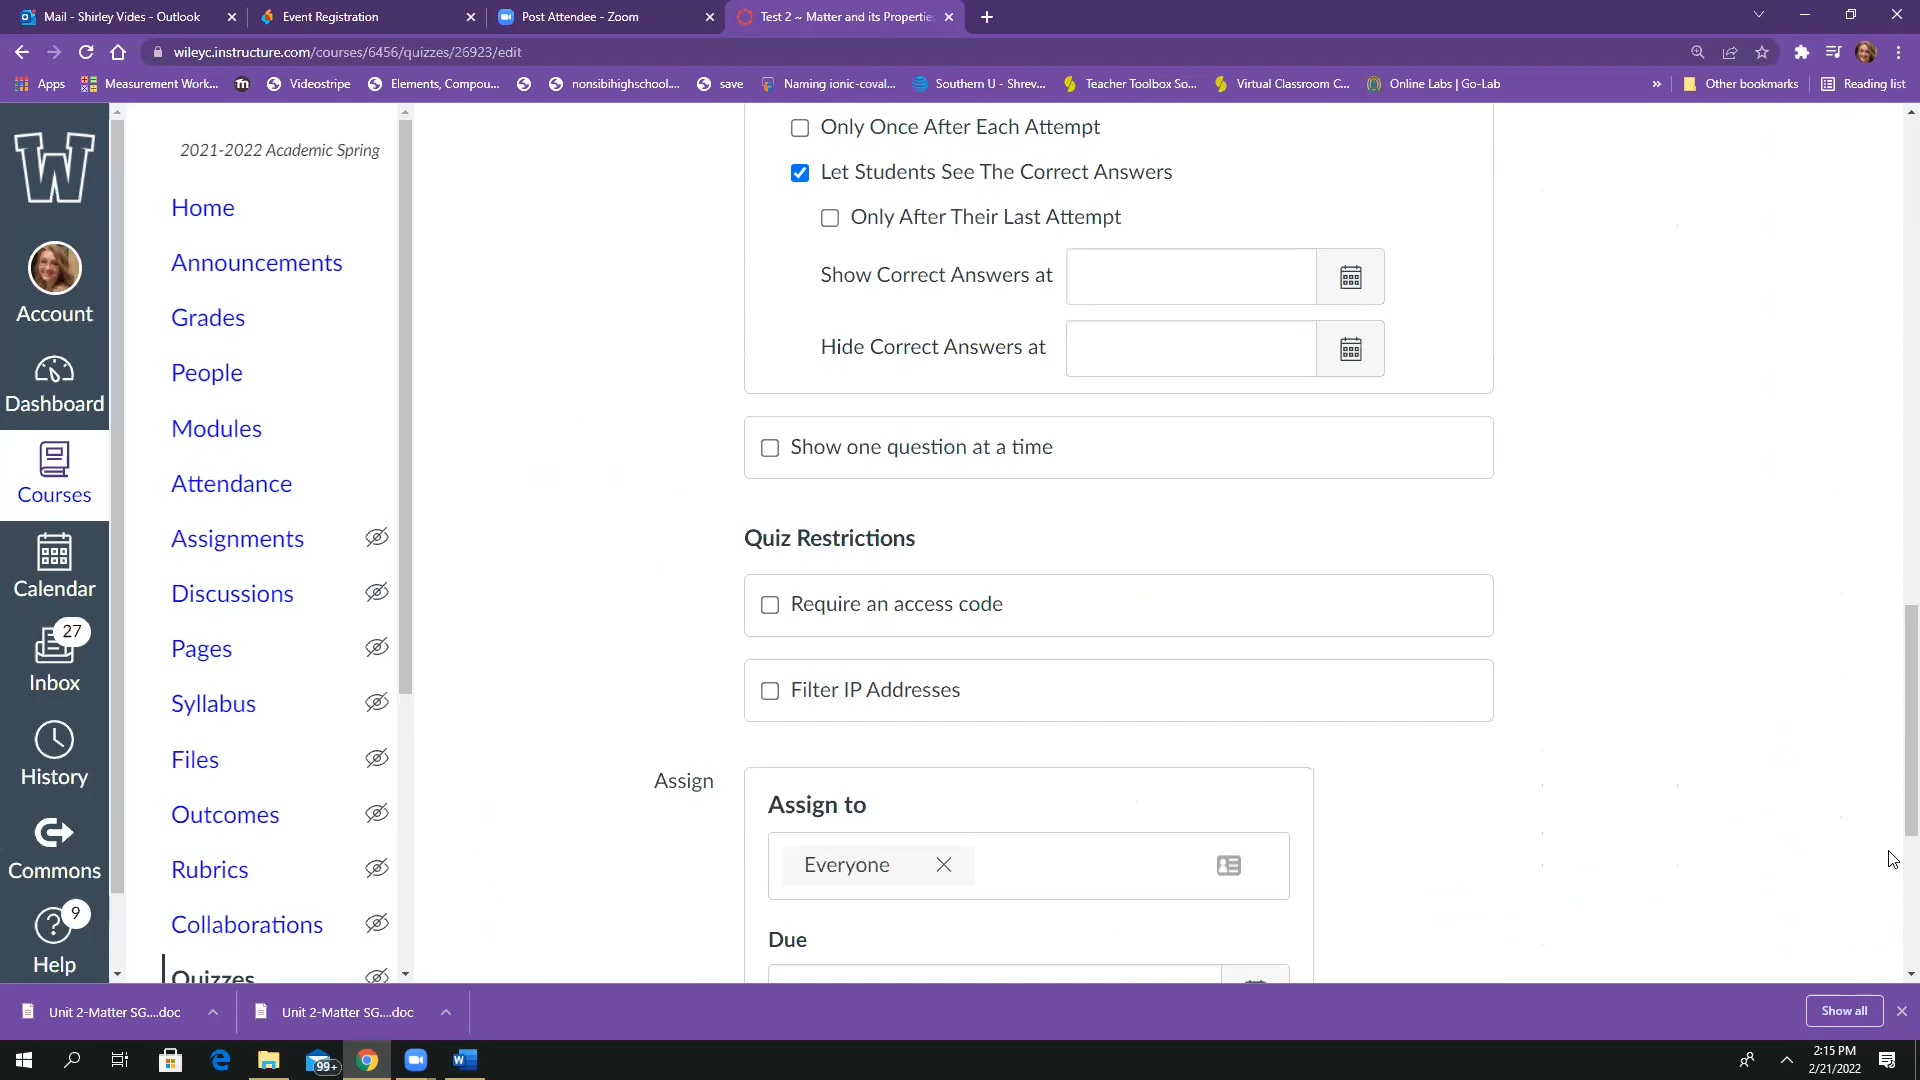 Mail - Shirley Vides - Outlook
Event Registration
Post Attendee - Zoom
Test 2 ~ Matter and its Propertie
wileyc.instructure.com/courses/6456/quizzes/26923/edit
Apps
Measurement Work...
m
Videostripe
Elements, Compou...
nonsibihighschool....
save
Naming ionic-coval...
Southern U - Shrev...
Teacher Toolbox So...
Virtual Classroom C...
Online Labs | Go-Lab
»
Other bookmarks
Reading list
W
Account
Dashboard
Courses
Calendar
27
Inbox
History
Commons
9
Help
2021-2022 Academic Spring
Home
Announcements
Grades
People
Modules
Attendance
Assignments
Discussions
Pages
Syllabus
Files
Outcomes
Rubrics
Collaborations
Quizzes
Only Once After Each Attempt
Let Students See The Correct Answers
Only After Their Last Attempt
Show Correct Answers at
Hide Correct Answers at
Show one question at a time
Quiz Restrictions
Require an access code
Filter IP Addresses
Assign
Assign to
Everyone
Due
Unit 2-Matter SG....doc
Unit 2-Matter SG....doc
Show all
99+
2:15 PM
2/21/2022